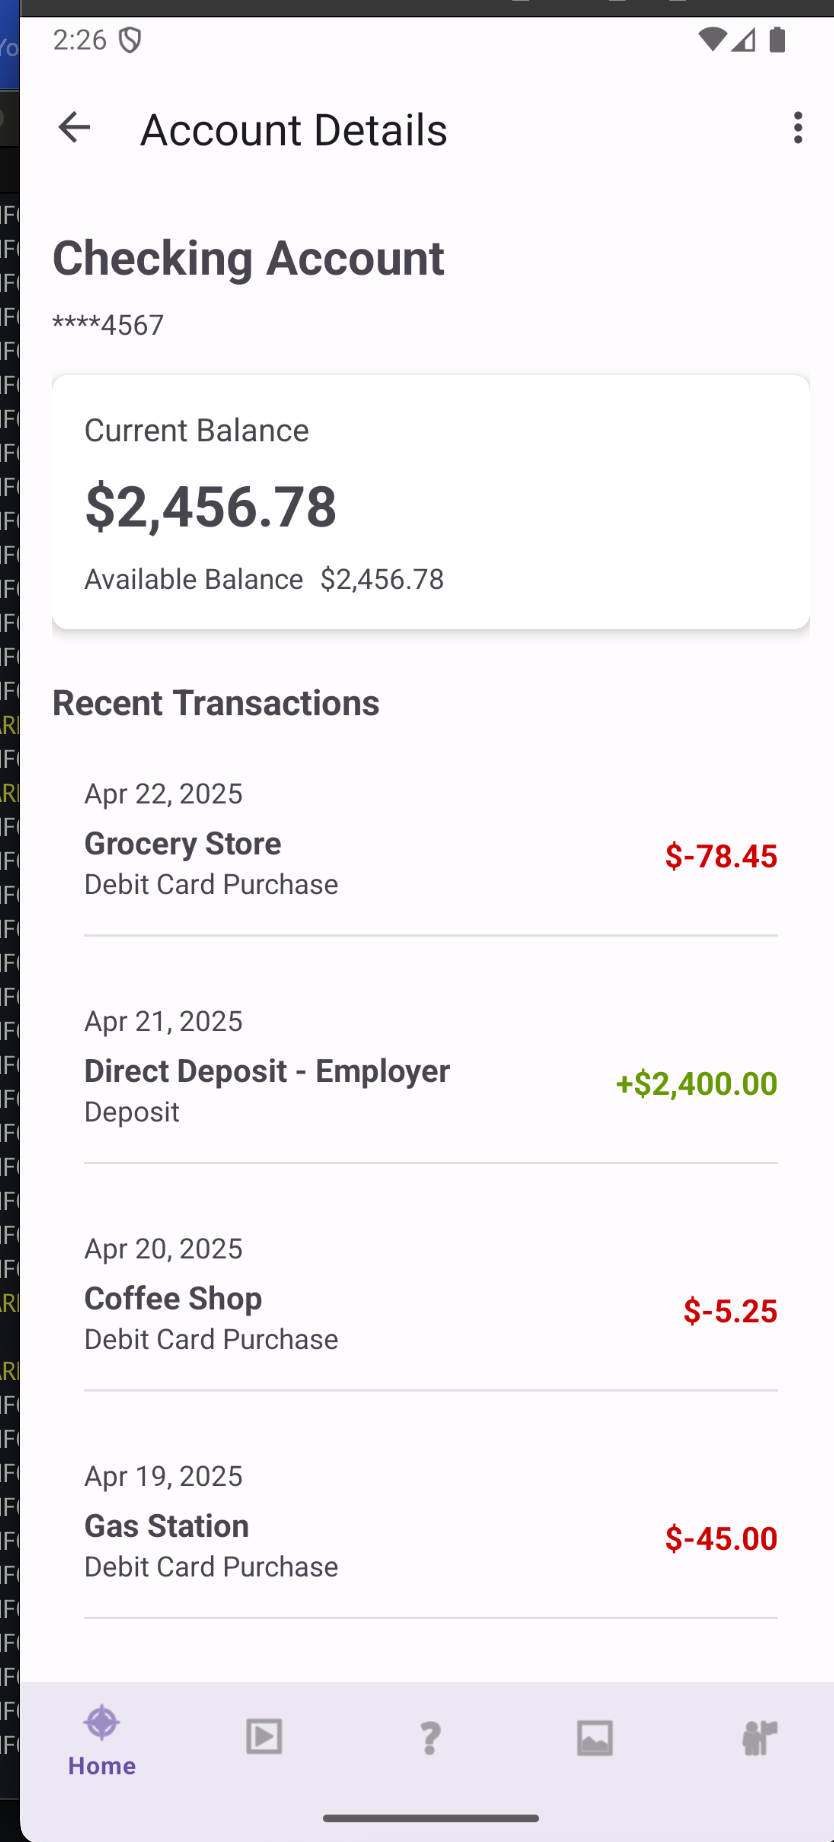 2:26
Account Details
Checking Account
****4567
Current Balance
$2,456.78
Available Balance $2,456.78
Recent Transactions
Apr 22, 2025
Grocery Store
$-78.45
Debit Card Purchase
Apr 21, 2025
Direct Deposit - Employer
+$2,400.00
Deposit
Apr 20, 2025
Coffee Shop
$-5.25
Debit Card Purchase
Apr 19, 2025
Gas Station
$-45.00
Debit Card Purchase
?
Home